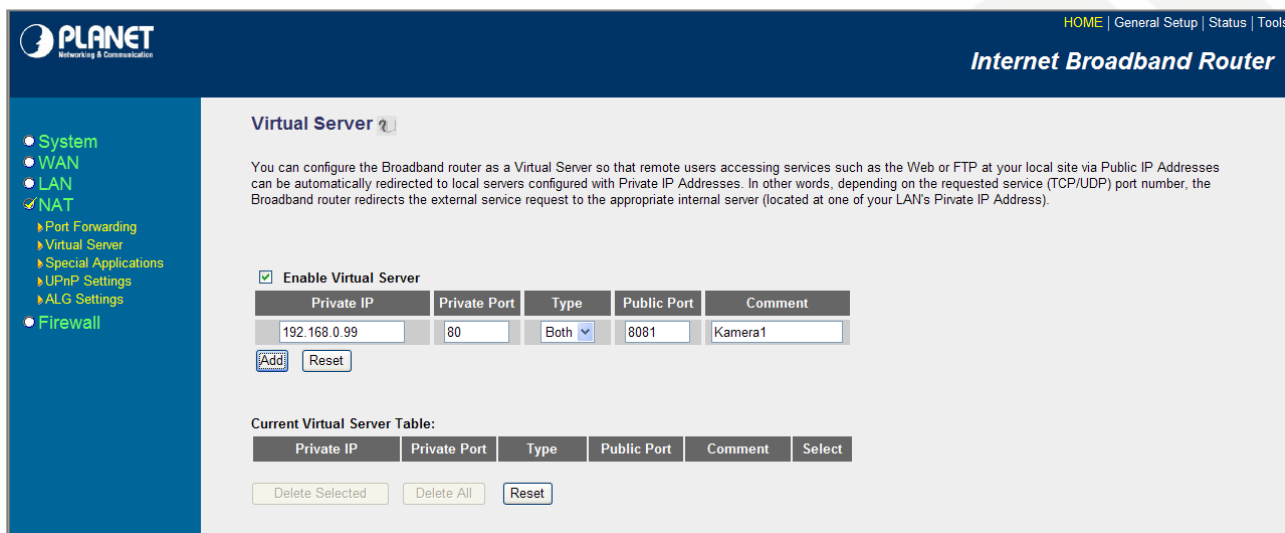 PLANET
Networking & Communication
HOME | General Setup | Status | Tools
Internet Broadband Router
System
WAN
LAN
NAT
Port Forwarding
Virtual Server
Special Applications
UPnP Settings
ALG Settings
Firewall
Virtual Server
You can configure the Broadband router as a Virtual Server so that remote users accessing services such as the Web or FTP at your local site via Public IP Addresses
can be automatically redirected to local servers configured with Private IP Addresses. In other words, depending on the requested service (TCP/UDP) port number, the
Broadband router redirects the external service request to the appropriate internal server (located at one of your LAN's Pivate IP Address).
Enable Virtual Server
Private IP Private Port Type Public Port Comment
192.168.0.99 80 Both 8081 Kamera1
Add Reset
Current Virtual Server Table:
Private IP Private Port Type Public Port Comment Select
Delete Selected Delete All Reset